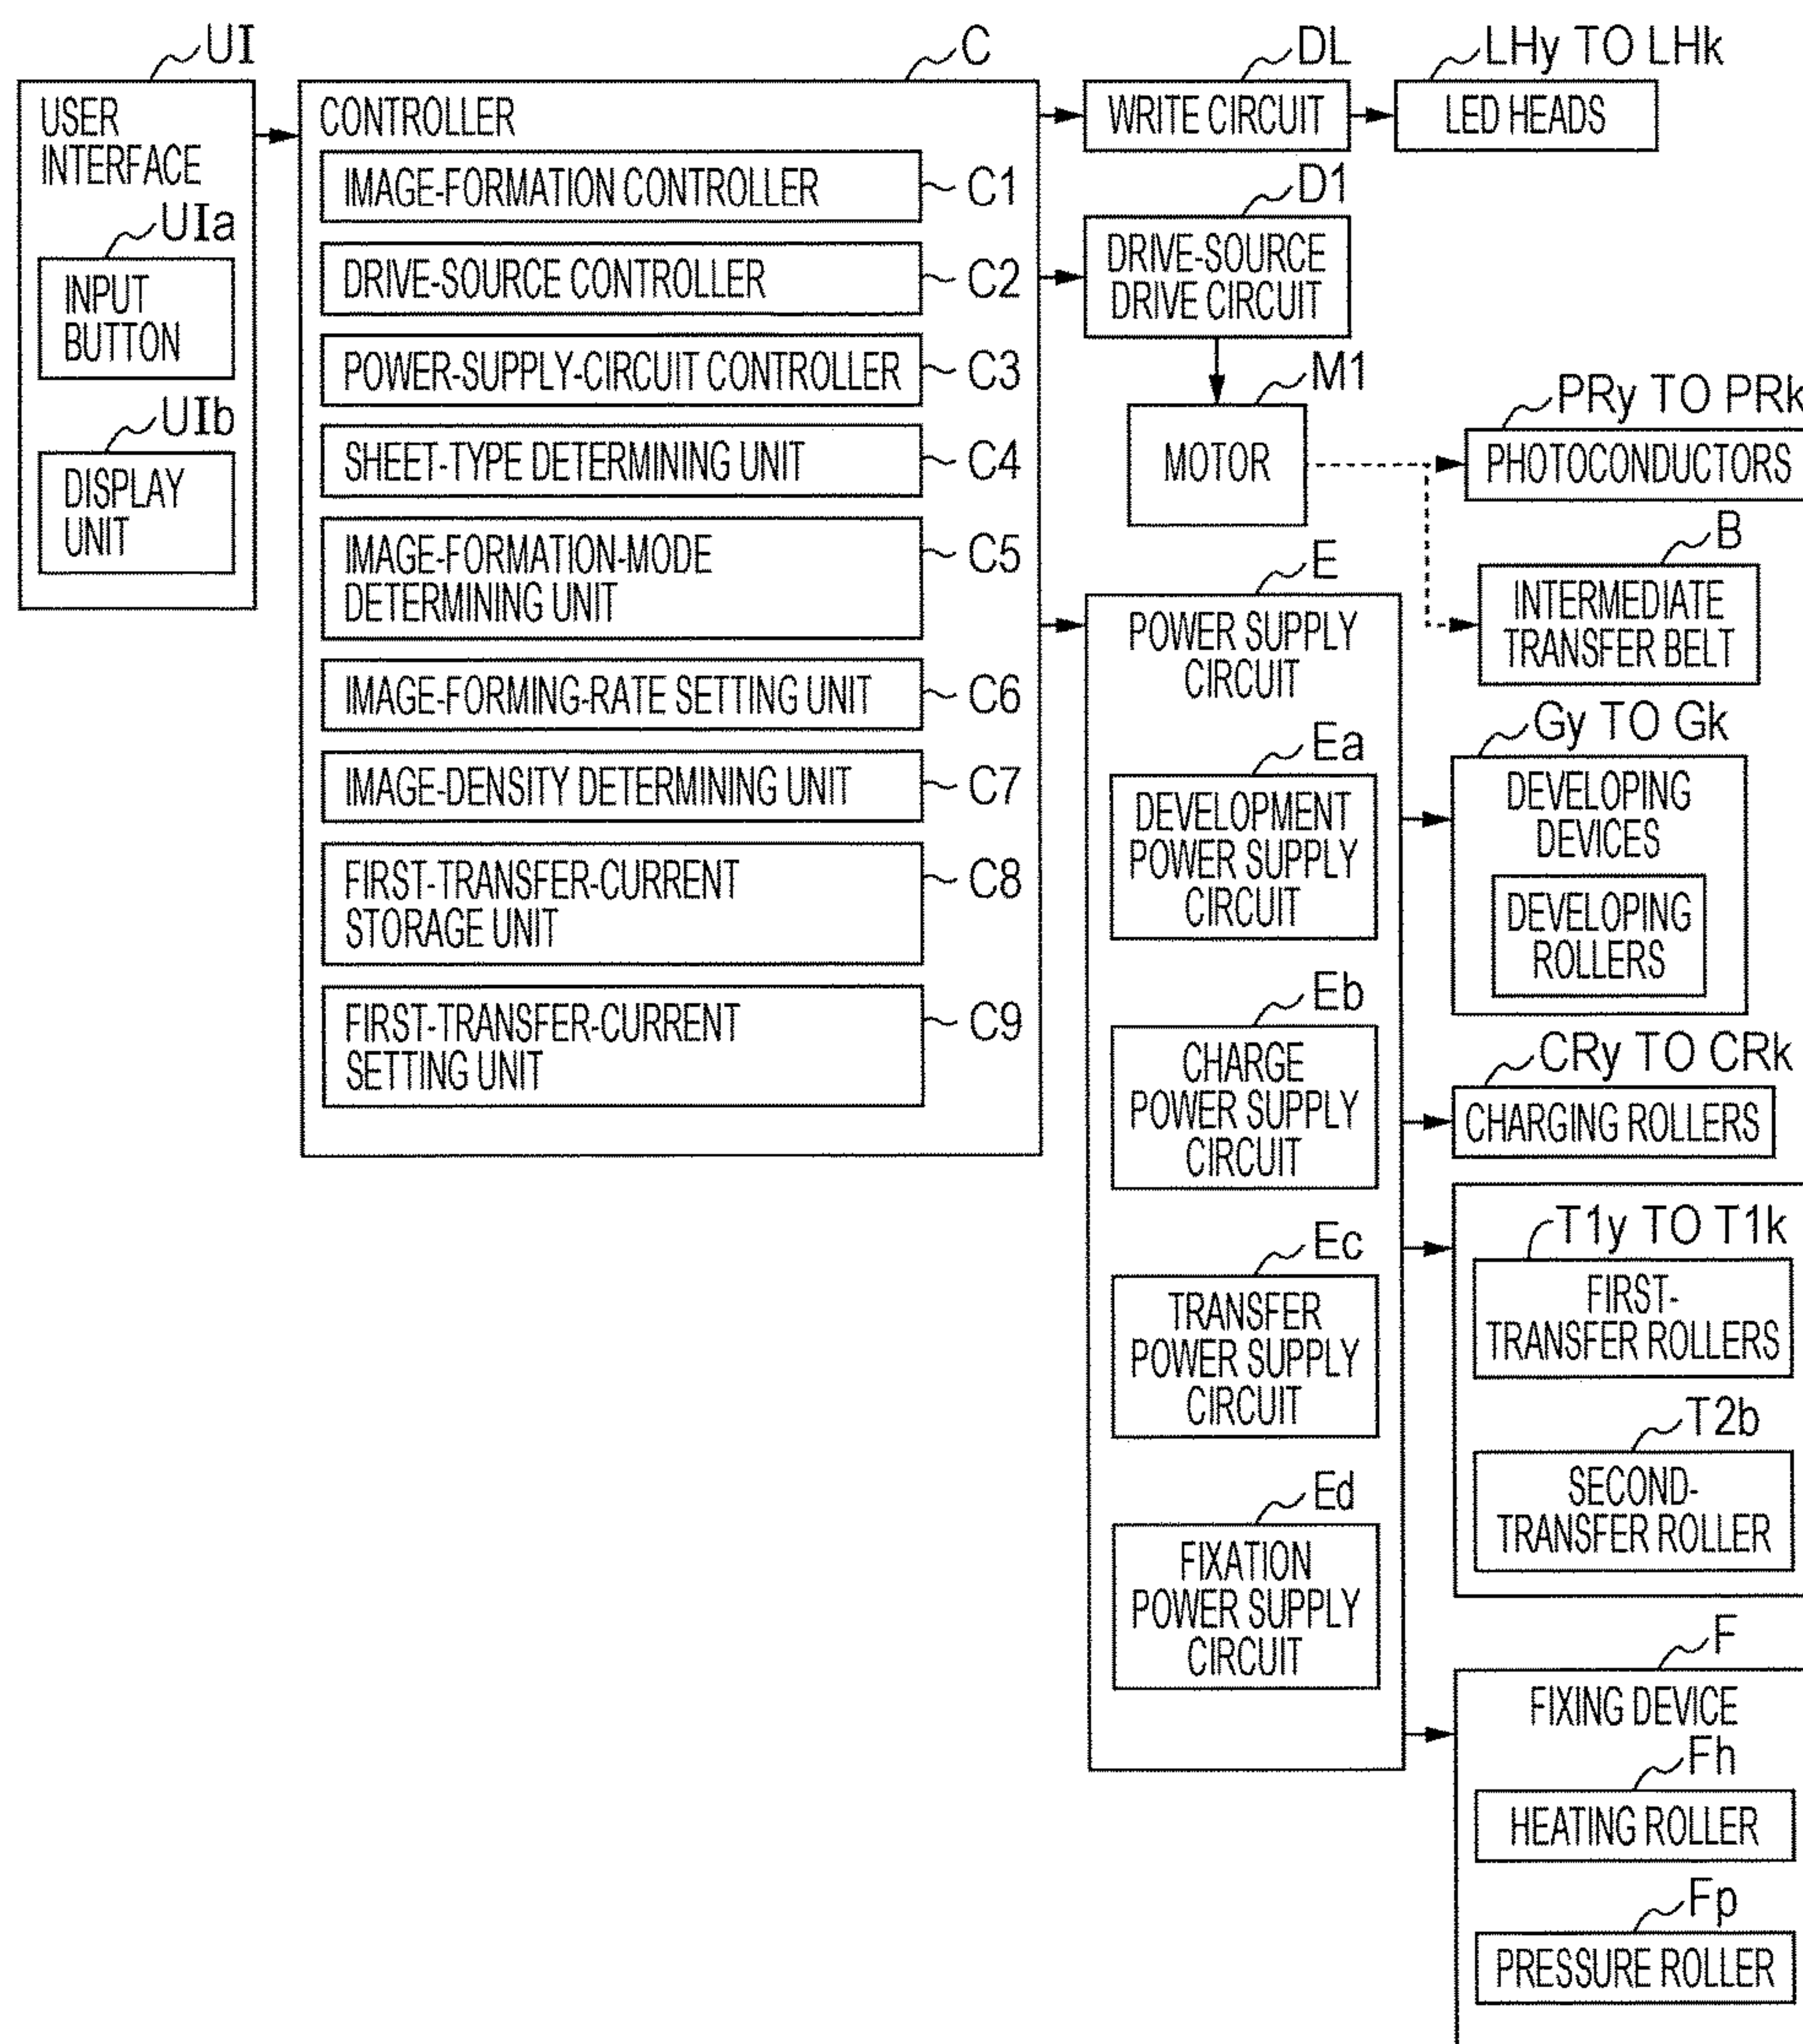 UI
USER
INTERFACE
UIa
INPUT
BUTTON
UIb
DISPLAY
UNIT
C
CONTROLLER
IMAGE-FORMATION CONTROLLER
C1
DRIVE-SOURCE CONTROLLER
C2
POWER-SUPPLY-CIRCUIT CONTROLLER
C3
SHEET-TYPE DETERMINING UNIT
C4
IMAGE-FORMATION-MODE
DETERMINING UNIT
C5
IMAGE-FORMING-RATE SETTING UNIT
C6
IMAGE-DENSITY DETERMINING UNIT
C7
FIRST-TRANSFER-CURRENT
STORAGE UNIT
C8
FIRST-TRANSFER-CURRENT
SETTING UNIT
C9
DL
WRITE CIRCUIT
LHy TO LHk
LED HEADS
D1
DRIVE-SOURCE
DRIVE CIRCUIT
M1
MOTOR
PRy TO PRk
PHOTOCONDUCTORS
B
INTERMEDIATE
TRANSFER BELT
E
POWER SUPPLY
CIRCUIT
Ea
DEVELOPMENT
POWER SUPPLY
CIRCUIT
Eb
CHARGE
POWER SUPPLY
CIRCUIT
Ec
TRANSFER
POWER SUPPLY
CIRCUIT
Ed
FIXATION
POWER SUPPLY
CIRCUIT
Gy TO Gk
DEVELOPING
DEVICES
DEVELOPING
ROLLERS
CRy TO CRk
CHARGING ROLLERS
T1y TO T1k
FIRST-
TRANSFER ROLLERS
T2b
SECOND-
TRANSFER ROLLER
F
FIXING DEVICE
Fh
HEATING ROLLER
Fp
PRESSURE ROLLER